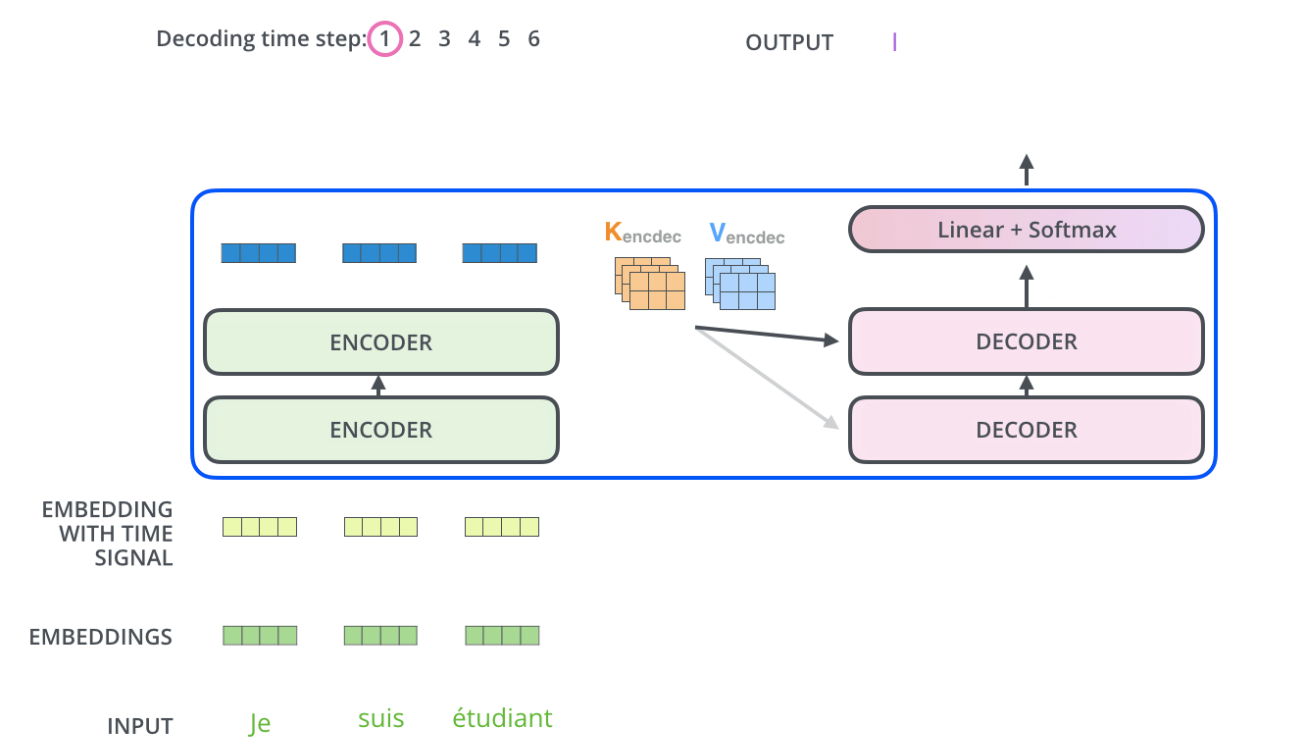 Decoding time step: 1 2 3 4 5 6
OUTPUT I
Kencdec Vencdec
Linear + Softmax
ENCODER
DECODER
ENCODER
DECODER
EMBEDDING
WITH TIME
SIGNAL
EMBEDDINGS
INPUT Je suis étudiant